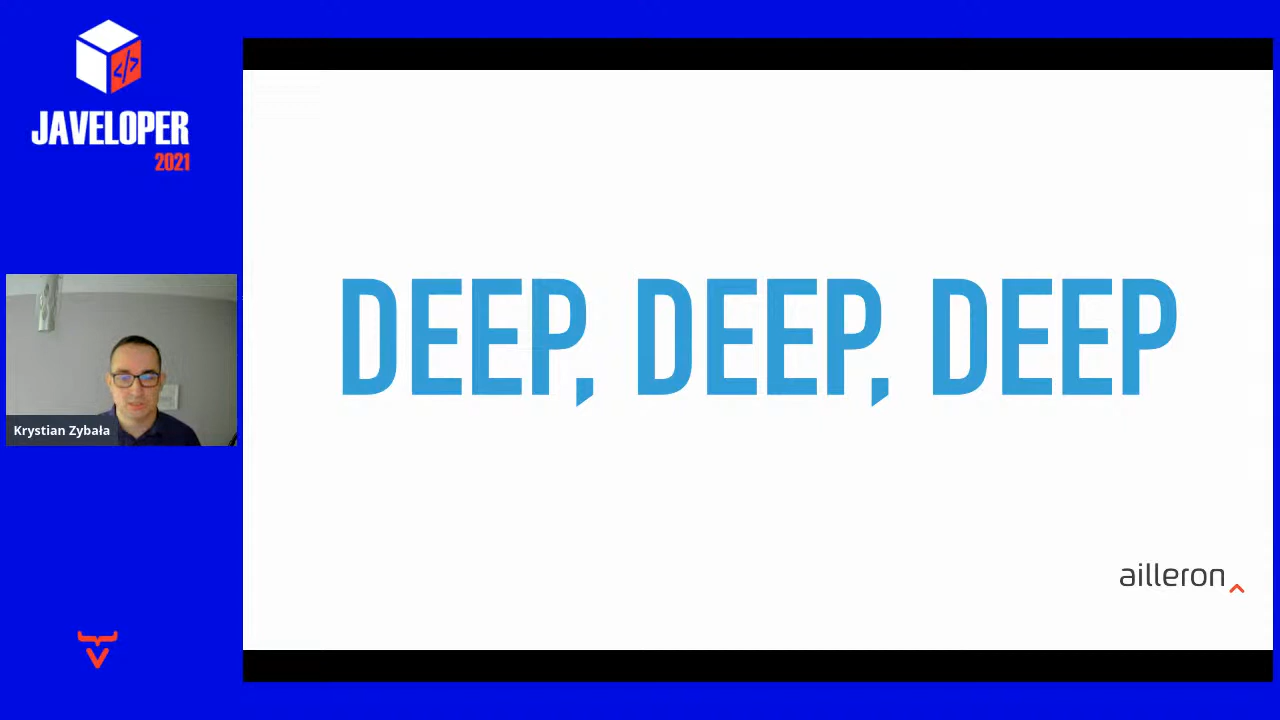 </>
JAVELOPER
2021
Krystian Zybała
DEEP, DEEP, DEEP
ailleron